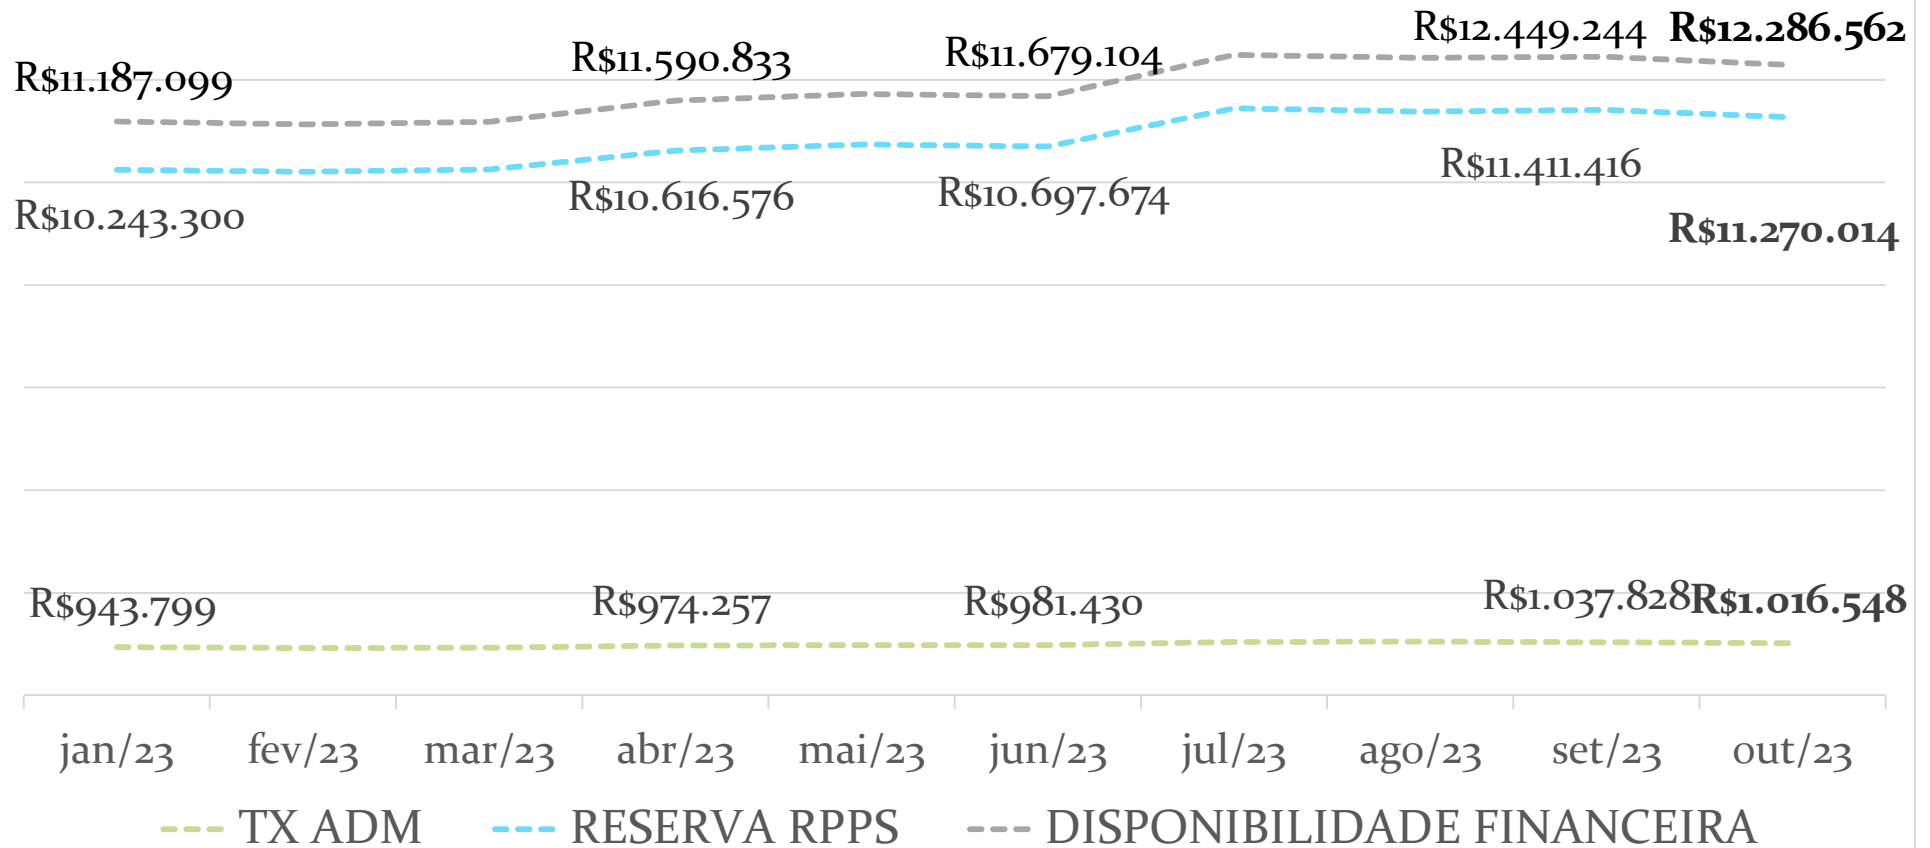 R$11.187.099
R$11.590.833
R$11.679.104
R$12.449.244
R$12.286.562
R$10.243.300
R$10.616.576
R$10.697.674
R$11.411.416
R$11.270.014
R$943.799
R$974.257
R$981.430
R$1.037.828
R$1.016.548
jan/23 fev/23 mar/23 abr/23 mai/23 jun/23 jul/23 ago/23 set/23 out/23
TX ADM RESERVA RPPS DISPONIBILIDADE FINANCEIRA